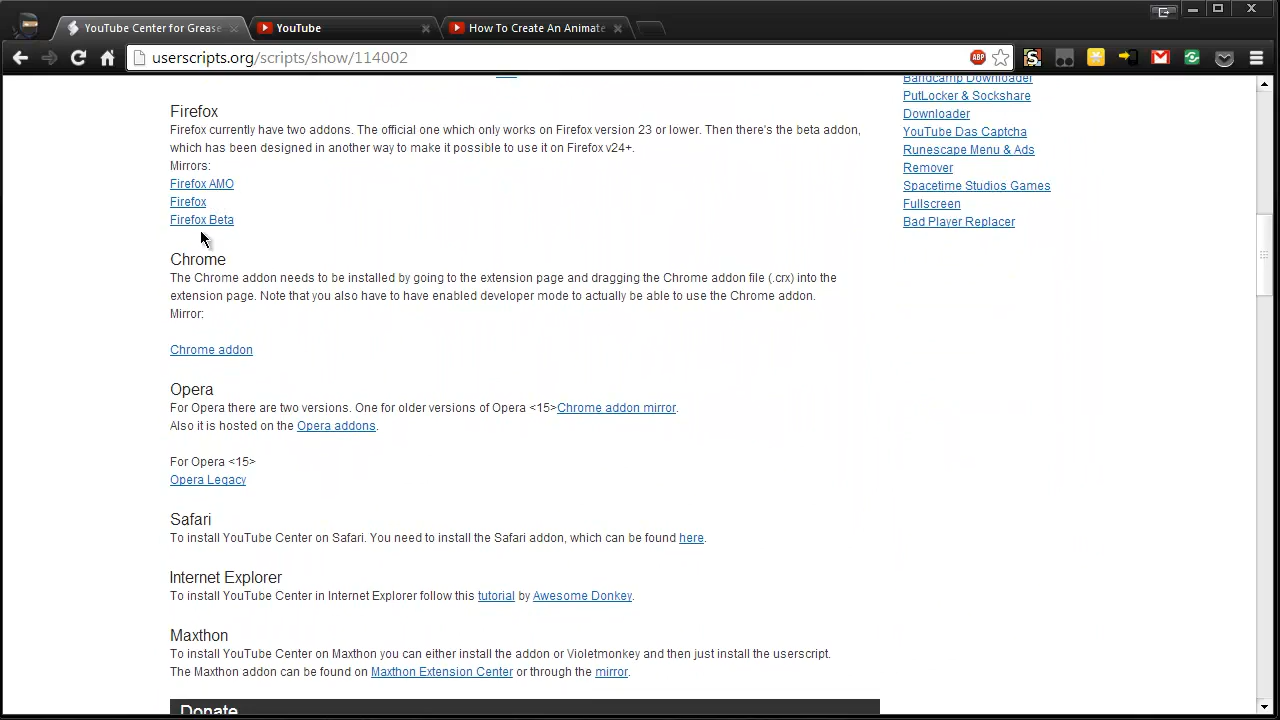 YouTube Center for Grease
YouTube
How To Create An Animate
userscripts.org/scripts/show/114002
ABP
Firefox
Firefox currently have two addons. The official one which only works on Firefox version 23 or lower. Then there's the beta addon,
which has been designed in another way to make it possible to use it on Firefox v24+.
Mirrors:
Firefox AMO
Firefox
Firefox Beta
Chrome
The Chrome addon needs to be installed by going to the extension page and dragging the Chrome addon file (.crx) into the
extension page. Note that you also have to have enabled developer mode to actually be able to use the Chrome addon.
Mirror:
Chrome addon
Opera
For Opera there are two versions. One for older versions of Opera <15>Chrome addon mirror.
Also it is hosted on the Opera addons.
For Opera <15>
Opera Legacy
Safari
To install YouTube Center on Safari. You need to install the Safari addon, which can be found here.
Internet Explorer
To install YouTube Center in Internet Explorer follow this tutorial by Awesome Donkey.
Maxthon
To install YouTube Center on Maxthon you can either install the addon or Violetmonkey and then just install the userscript.
The Maxthon addon can be found on Maxthon Extension Center or through the mirror.
Donate
Bandcamp Downloader
PutLocker & Sockshare
Downloader
YouTube Das Captcha
Runescape Menu & Ads
Remover
Spacetime Studios Games
Fullscreen
Bad Player Replacer